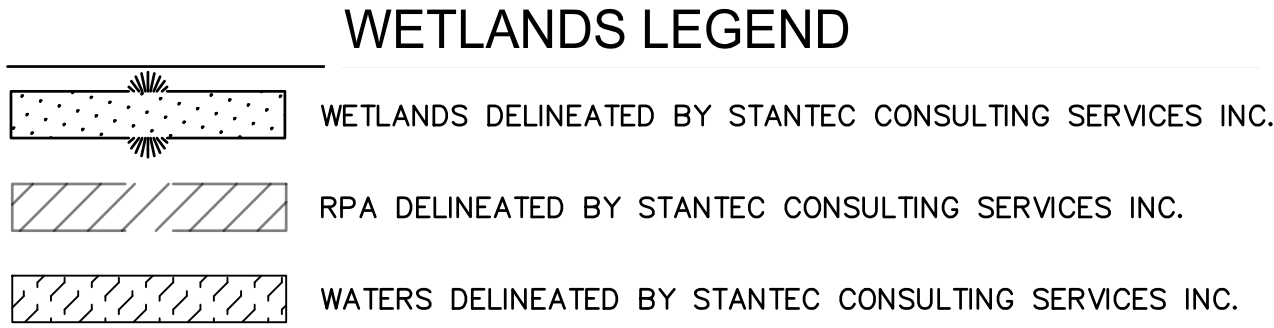 WETLANDS LEGEND
WETLANDS DELINEATED BY STANTEC CONSULTING SERVICES INC.
RPA DELINEATED BY STANTEC CONSULTING SERVICES INC.
WATERS DELINEATED BY STANTEC CONSULTING SERVICES INC.